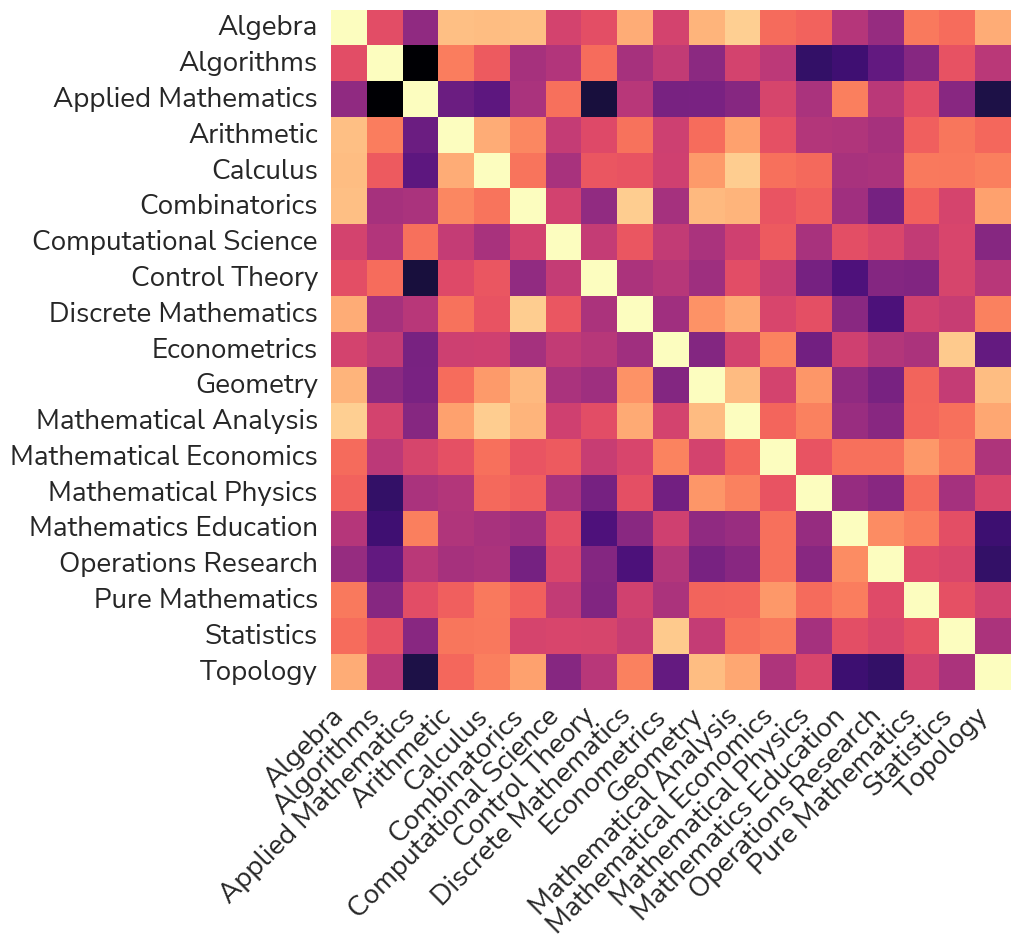 Algebra
Algorithms
Applied Mathematics
Arithmetic
Calculus
Combinatorics
Computational Science
Control Theory
Discrete Mathematics
Econometrics
Geometry
Mathematical Analysis
Mathematical Economics
Mathematical Physics
Mathematics Education
Operations Research
Pure Mathematics
Statistics
Topology
Algebra
Algorithms
Applied Mathematics
Arithmetic
Calculus
Combinatorics
Computational Science
Control Theory
Discrete Mathematics
Econometrics
Geometry
Mathematical Analysis
Mathematical Economics
Mathematical Physics
Mathematics Education
Operations Research
Pure Mathematics
Statistics
Topology